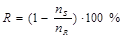 R = (1 − n_S / n_R) · 100 %